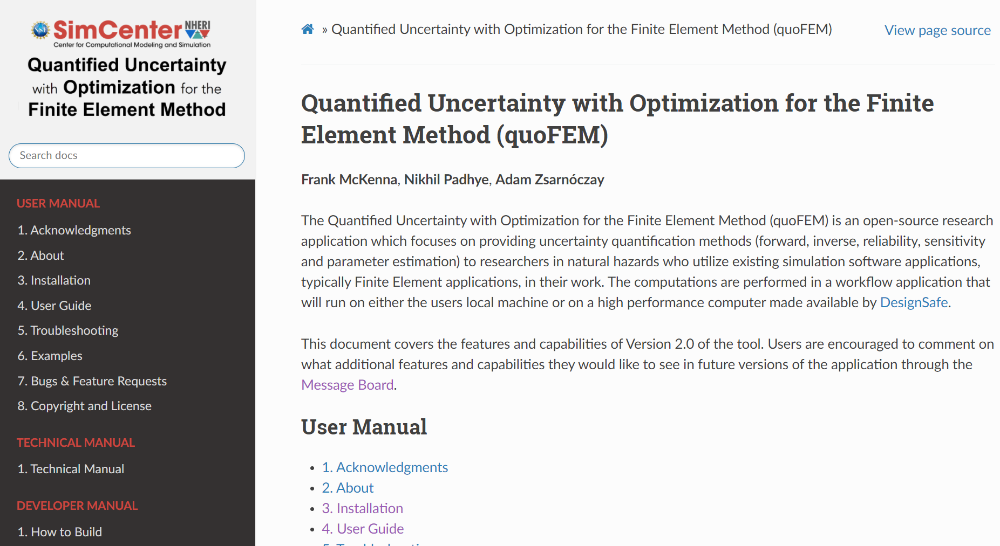 NSF
SimCenter NHERI
Center for Computational Modeling and Simulation
Quantified Uncertainty
with Optimization for the
Finite Element Method
Search docs
USER MANUAL
1. Acknowledgments
2. About
3. Installation
4. User Guide
5. Troubleshooting
6. Examples
7. Bugs & Feature Requests
8. Copyright and License
TECHNICAL MANUAL
1. Technical Manual
DEVELOPER MANUAL
1. How to Build
» Quantified Uncertainty with Optimization for the Finite Element Method (quoFEM)
View page source
Quantified Uncertainty with Optimization for the Finite
Element Method (quoFEM)
Frank McKenna, Nikhil Padhye, Adam Zsarnóczay
The Quantified Uncertainty with Optimization for the Finite Element Method (quoFEM) is an open-source research
application which focuses on providing uncertainty quantification methods (forward, inverse, reliability, sensitivity
and parameter estimation) to researchers in natural hazards who utilize existing simulation software applications,
typically Finite Element applications, in their work. The computations are performed in a workflow application that
will run on either the users local machine or on a high performance computer made available by DesignSafe.
This document covers the features and capabilities of Version 2.0 of the tool. Users are encouraged to comment on
what additional features and capabilities they would like to see in future versions of the application through the
Message Board.
User Manual
• 1. Acknowledgments
• 2. About
• 3. Installation
• 4. User Guide